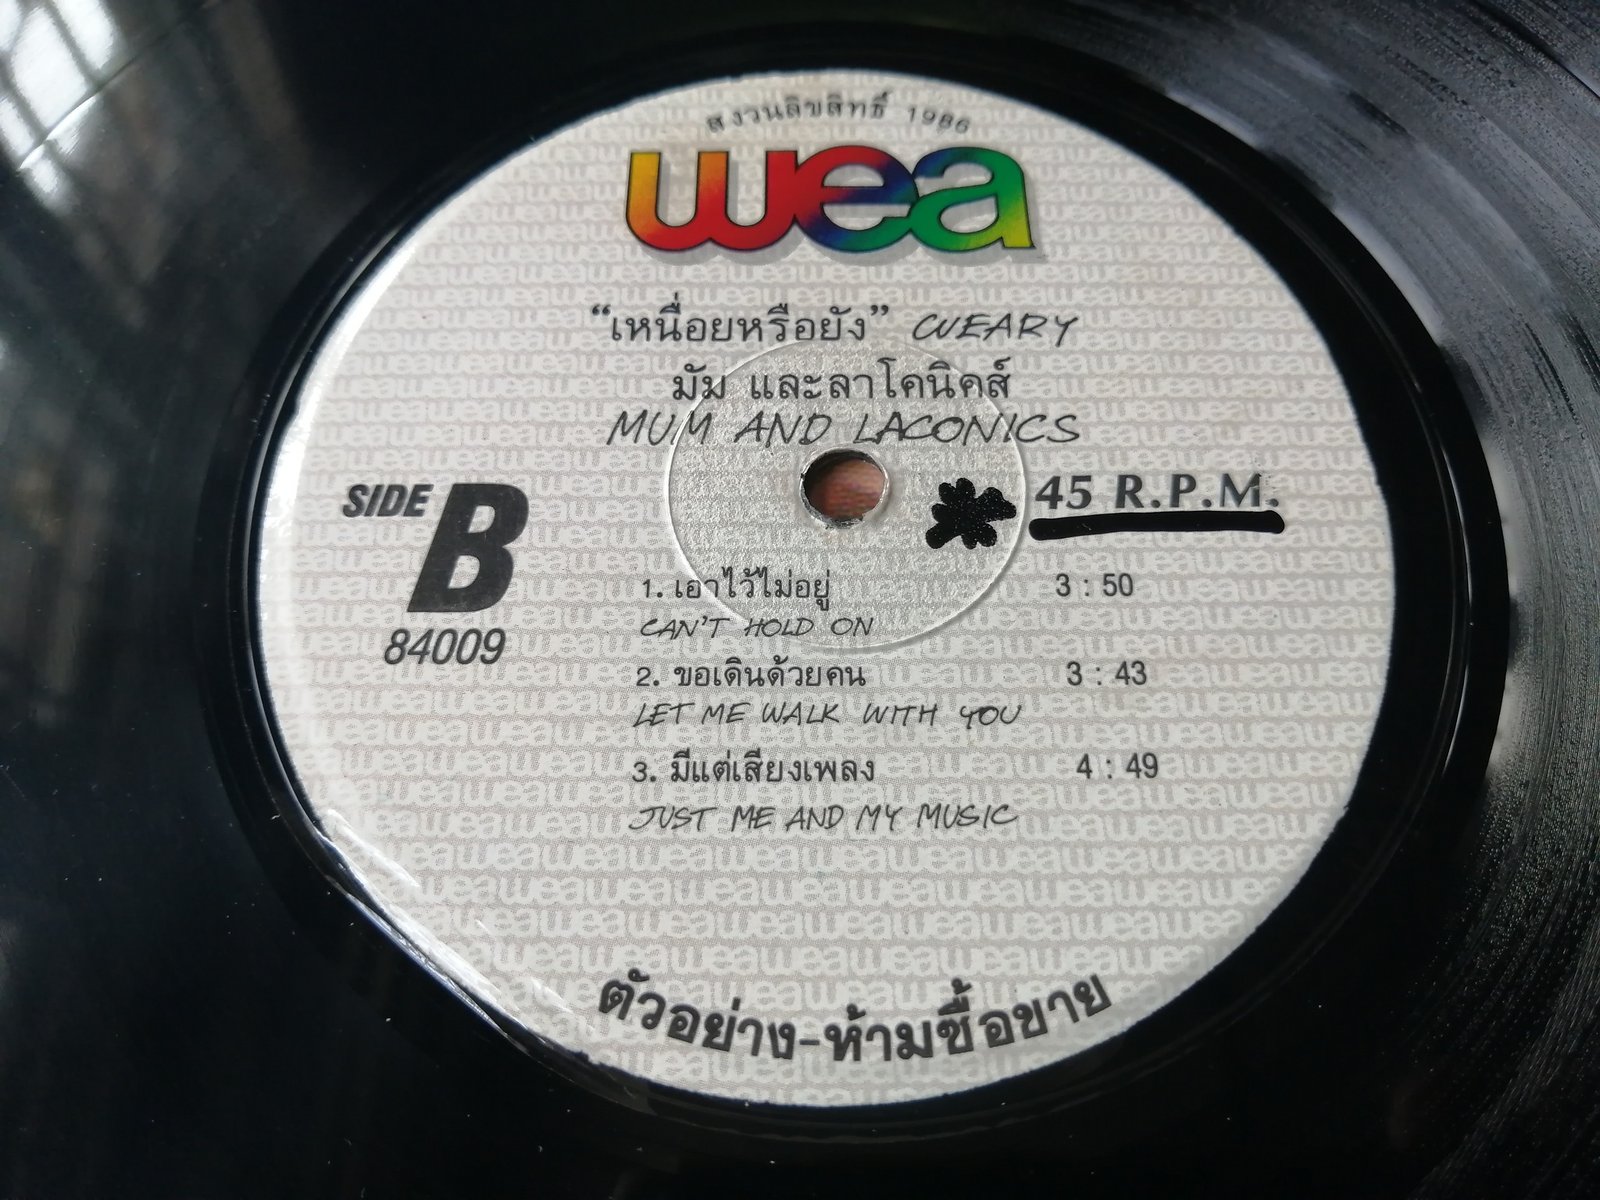 สงวนลิขสิทธิ์ 1986
wea
“เหนื่อยหรือยัง” WEARY
มัม และลาโคนิคส์
MUM AND LACONICS
SIDE B
84009
45 R.P.M.
1. เอาไว้ไม่อยู่ 3 : 50
CAN'T HOLD ON
2. ขอเดินด้วยคน 3 : 43
LET ME WALK WITH YOU
3. มีแต่เสียงเพลง 4 : 49
JUST ME AND MY MUSIC
ตัวอย่าง-ห้ามซื้อขาย